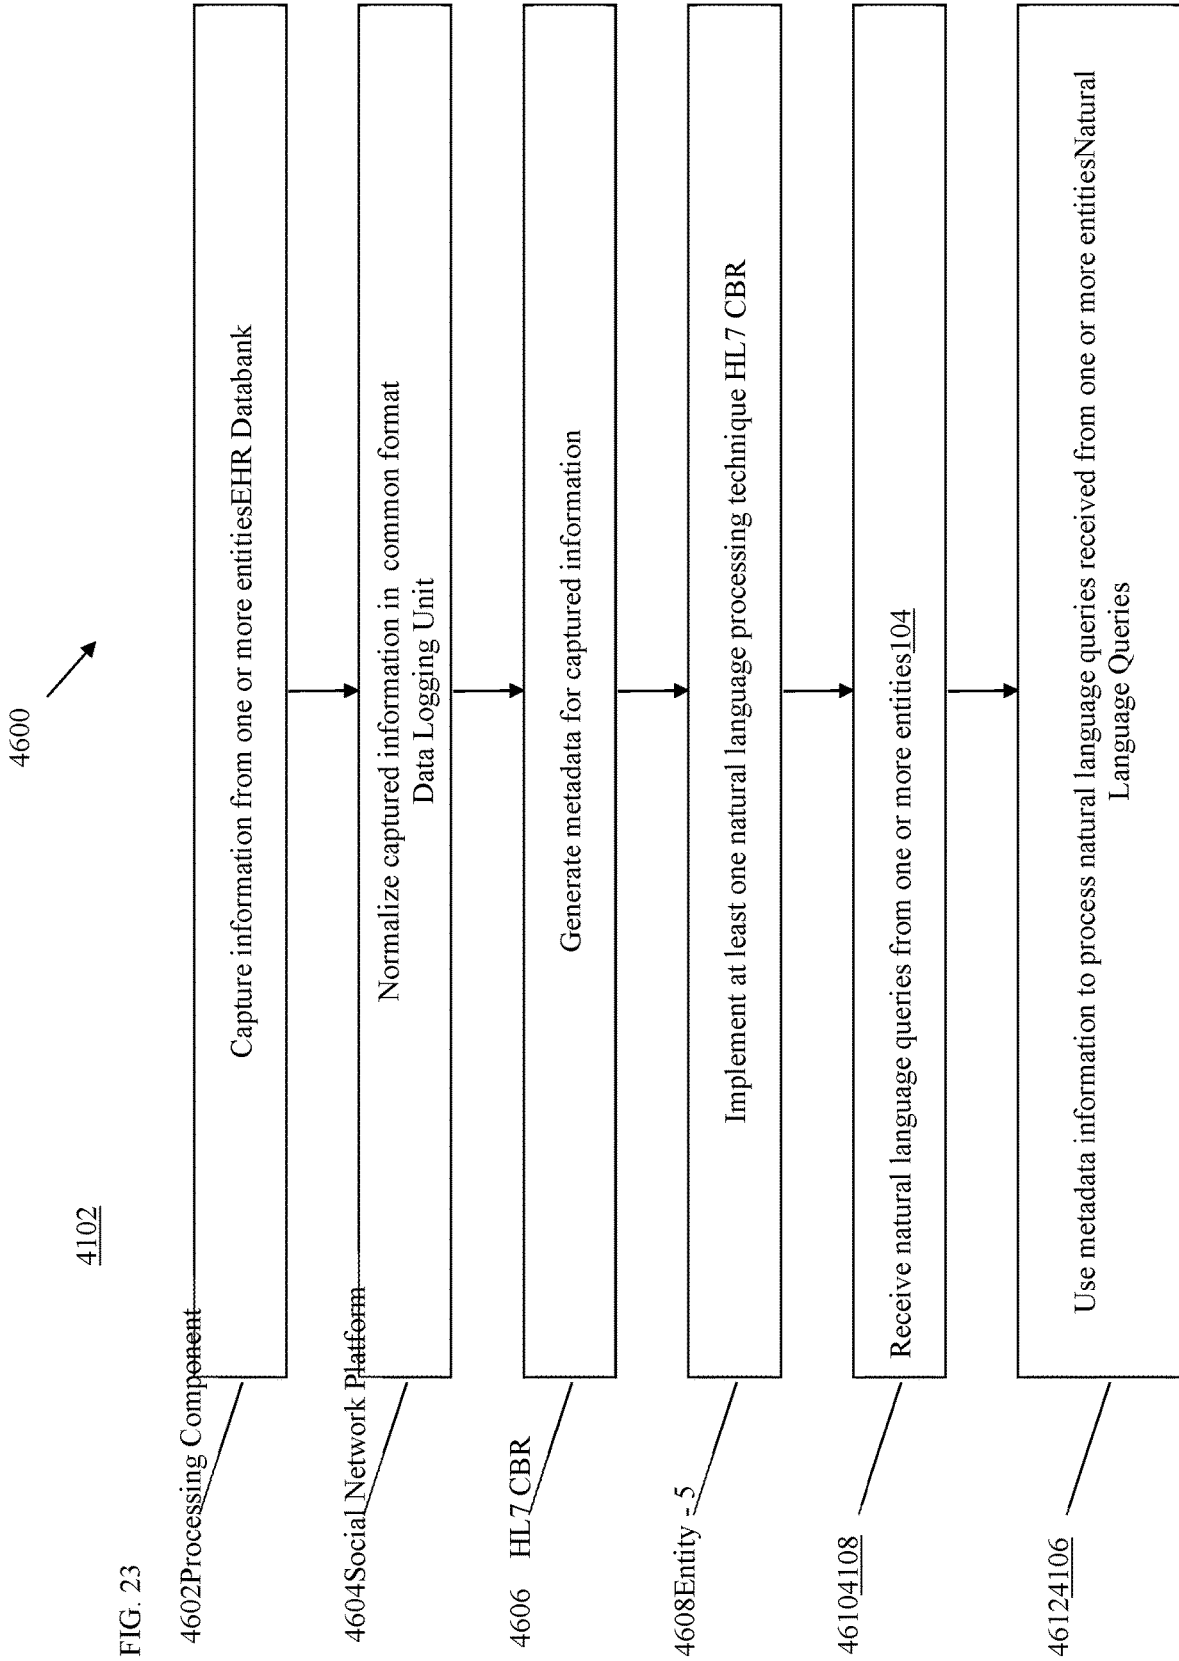 FIG. 23
4600
4102
4602Processing Component
Capture information from one or more entitiesEHR Databank
4604Social Network Platform
Normalize captured information in common format
Data Logging Unit
4606 HL7 CBR
Generate metadata for captured information
4608Entity - 5
Implement at least one natural language processing technique HL7 CBR
46104108
Receive natural language queries from one or more entities104
46124106
Use metadata information to process natural language queries received from one or more entitiesNatural
Language Queries